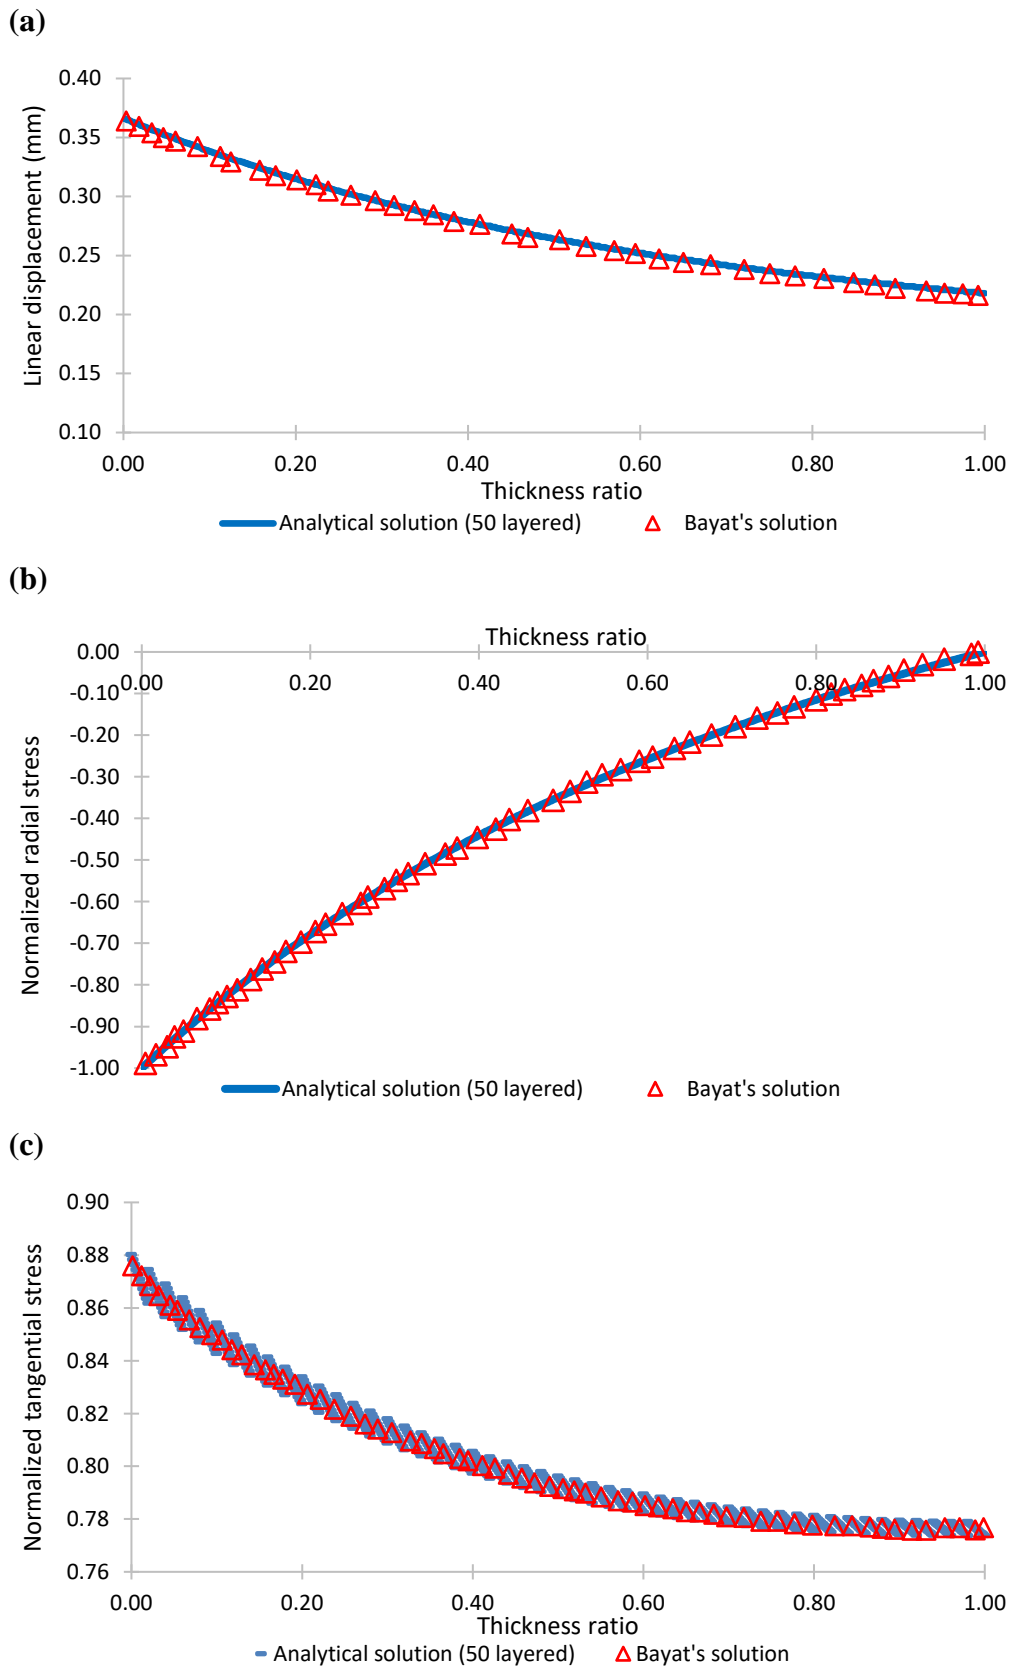 (a)
0.40
0.35
0.30
0.25
0.20
0.15
0.10
Linear displacement (mm)
0.00 0.20 0.40 0.60 0.80 1.00
Thickness ratio
Analytical solution (50 layered) Bayat's solution
(b)
Thickness ratio
0.00
-0.10
-0.20
-0.30
-0.40
-0.50
-0.60
-0.70
-0.80
-0.90
-1.00
Normalized radial stress
0.00 0.20 0.40 0.60 0.80 1.00
Analytical solution (50 layered) Bayat's solution
(c)
0.90
0.88
0.86
0.84
0.82
0.80
0.78
0.76
Normalized tangential stress
0.00 0.20 0.40 0.60 0.80 1.00
Thickness ratio
Analytical solution (50 layered) Bayat's solution